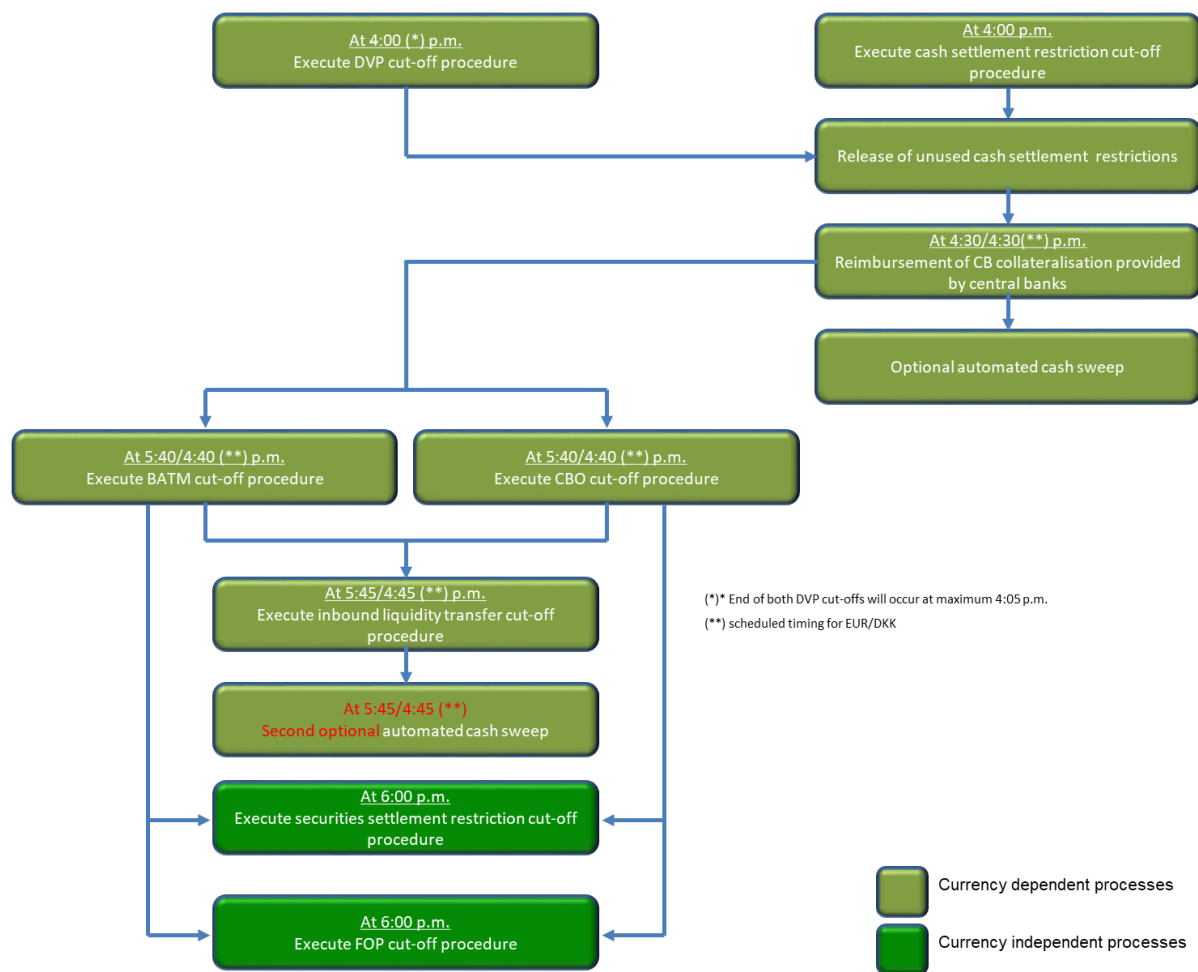 At 4:00 (*) p.m.
Execute DVP cut-off procedure
At 4:00 p.m.
Execute cash settlement restriction cut-off
procedure
Release of unused cash settlement restrictions
At 4:30/4:30(**) p.m.
Reimbursement of CB collateralisation provided
by central banks
Optional automated cash sweep
At 5:40/4:40 (**) p.m.
Execute BATM cut-off procedure
At 5:40/4:40 (**) p.m.
Execute CBO cut-off procedure
At 5:45/4:45 (**) p.m.
Execute inbound liquidity transfer cut-off
procedure
(*)* End of both DVP cut-offs will occur at maximum 4:05 p.m.
(**) scheduled timing for EUR/DKK
At 5:45/4:45 (**)
Second optional automated cash sweep
At 6:00 p.m.
Execute securities settlement restriction cut-off
procedure
At 6:00 p.m.
Execute FOP cut-off procedure
Currency dependent processes
Currency independent processes